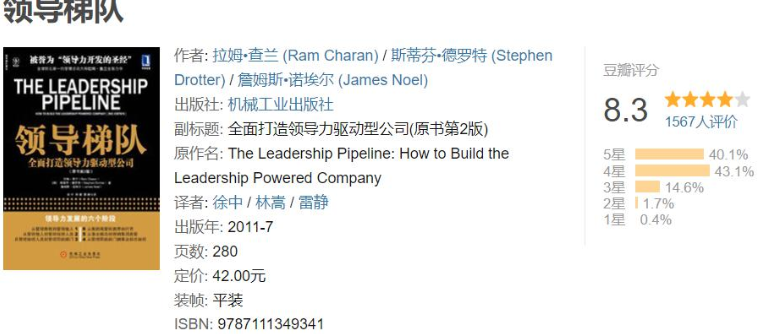 领导梯队
被誉为“领导力开发的圣经”
THE LEADERSHIP
PIPELINE
领导梯队
全面打造领导力驱动型公司
领导力发展的六个阶段
机械工业出版社
作者: 拉姆•查兰 (Ram Charan) / 斯蒂芬•德罗特 (Stephen
Drotter) / 詹姆斯•诺埃尔 (James Noel)
出版社: 机械工业出版社
副标题: 全面打造领导力驱动型公司(原书第2版)
原作名: The Leadership Pipeline: How to Build the
Leadership Powered Company
译者: 徐中 / 林嵩 / 雷静
出版年: 2011-7
页数: 280
定价: 42.00元
装帧: 平装
ISBN: 9787111349341
豆瓣评分
8.3
1567人评价
5星 40.1%
4星 43.1%
3星 14.6%
2星 1.7%
1星 0.4%